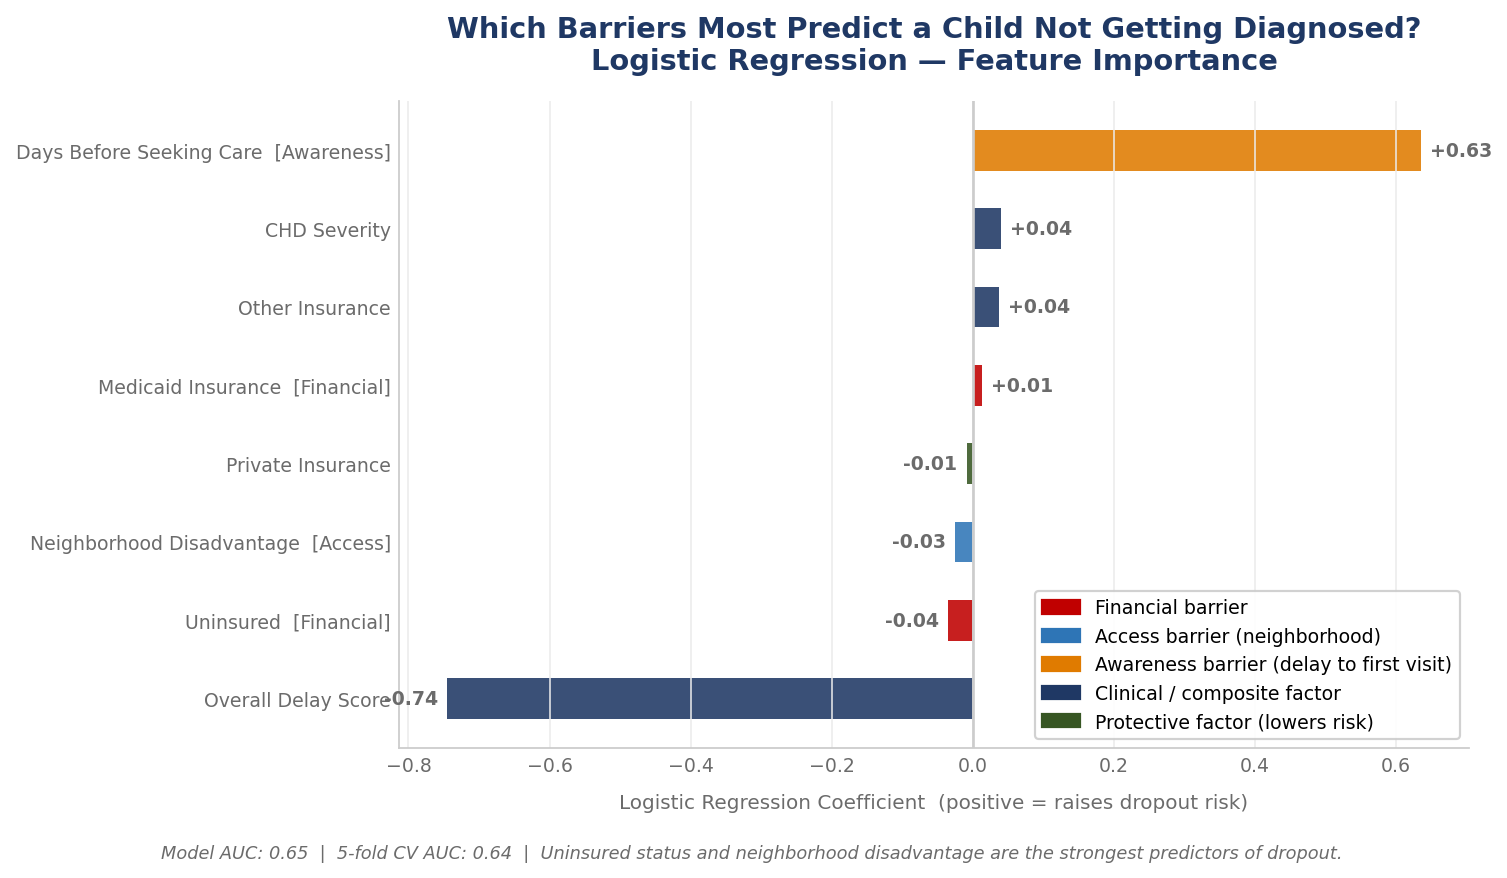 Which Barriers Most Predict a Child Not Getting Diagnosed?
Logistic Regression — Feature Importance
Days Before Seeking Care  [Awareness]
+0.63
CHD Severity
+0.04
Other Insurance
+0.04
Medicaid Insurance  [Financial]
+0.01
Private Insurance
-0.01
Neighborhood Disadvantage  [Access]
-0.03
Uninsured  [Financial]
-0.04
Overall Delay Score
-0.74
Financial barrier
Access barrier (neighborhood)
Awareness barrier (delay to first visit)
Clinical / composite factor
Protective factor (lowers risk)
−0.8
−0.6
−0.4
−0.2
0.0
0.2
0.4
0.6
Logistic Regression Coefficient  (positive = raises dropout risk)
Model AUC: 0.65  |  5-fold CV AUC: 0.64  |  Uninsured status and neighborhood disadvantage are the strongest predictors of dropout.